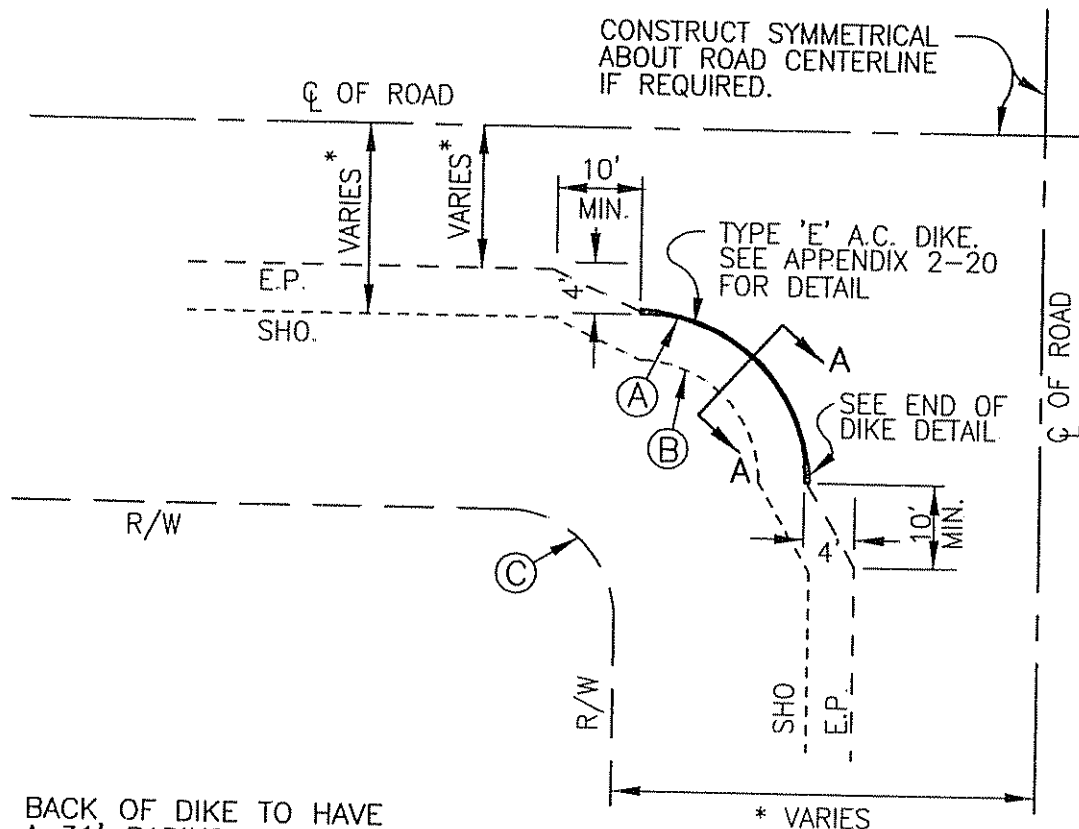 CONSTRUCT SYMMETRICAL
ABOUT ROAD CENTERLINE
IF REQUIRED.
℄ OF ROAD
VARIES*
VARIES*
10'
MIN.
4'
TYPE 'E' A.C. DIKE.
SEE APPENDIX 2-20
FOR DETAIL
E.P.
SHO.
A
A
SEE END OF
DIKE DETAIL
℄ OF ROAD
A
B
R/W
C
4'
10'
MIN.
R/W
SHO
E.P.
* VARIES
BACK OF DIKE TO HAVE